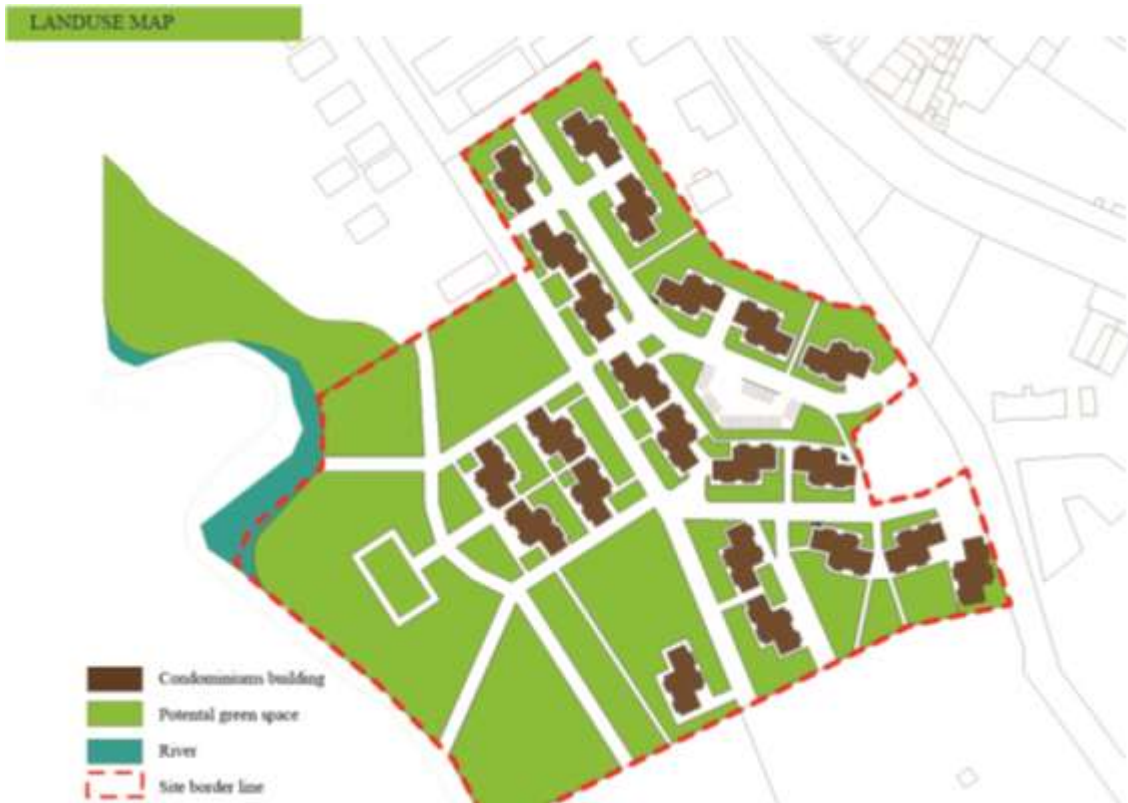 LANDUSE MAP
Condominiums building
Potental green space
River
Site border line